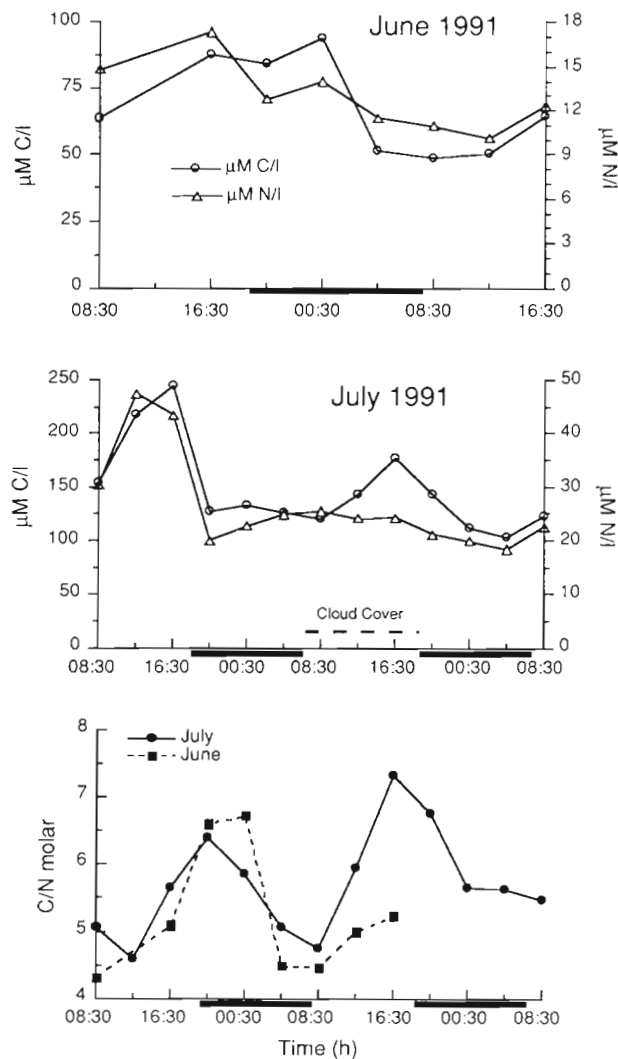 June 1991
100
75
50
25
0
µM C/l
18
15
12
9
6
3
0
µM N/l
µM C/l
µM N/l
08:30 16:30 00:30 08:30 16:30
July 1991
250
200
150
100
50
0
µM C/l
50
40
30
20
10
0
µM N/l
Cloud Cover
08:30 16:30 00:30 08:30 16:30 00:30 08:30
8
7
6
5
4
C/N molar
July
June
08:30 16:30 00:30 08:30 16:30 00:30 08:30
Time (h)